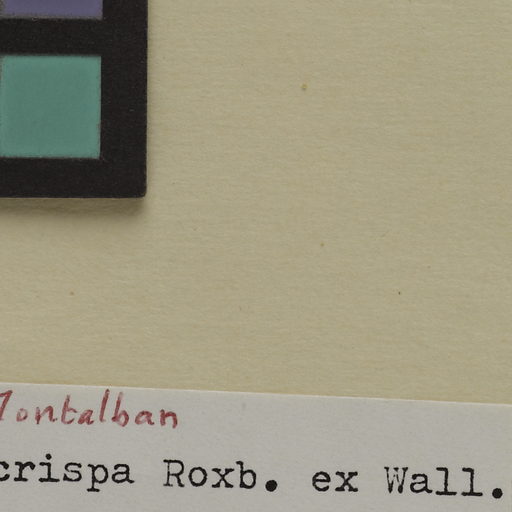 Montalban
crispa Roxb. ex Wall.